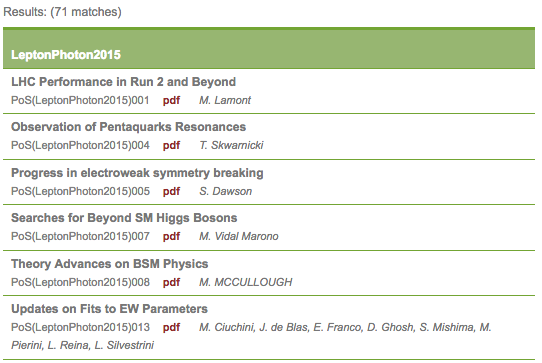 Results: (71 matches)
LeptonPhoton2015
LHC Performance in Run 2 and Beyond
PoS(LeptonPhoton2015)001 pdf M. Lamont
Observation of Pentaquarks Resonances
PoS(LeptonPhoton2015)004 pdf T. Skwarnicki
Progress in electroweak symmetry breaking
PoS(LeptonPhoton2015)005 pdf S. Dawson
Searches for Beyond SM Higgs Bosons
PoS(LeptonPhoton2015)007 pdf M. Vidal Marono
Theory Advances on BSM Physics
PoS(LeptonPhoton2015)008 pdf M. MCCULLOUGH
Updates on Fits to EW Parameters
PoS(LeptonPhoton2015)013 pdf M. Ciuchini, J. de Blas, E. Franco, D. Ghosh, S. Mishima, M.
Pierini, L. Reina, L. Silvestrini